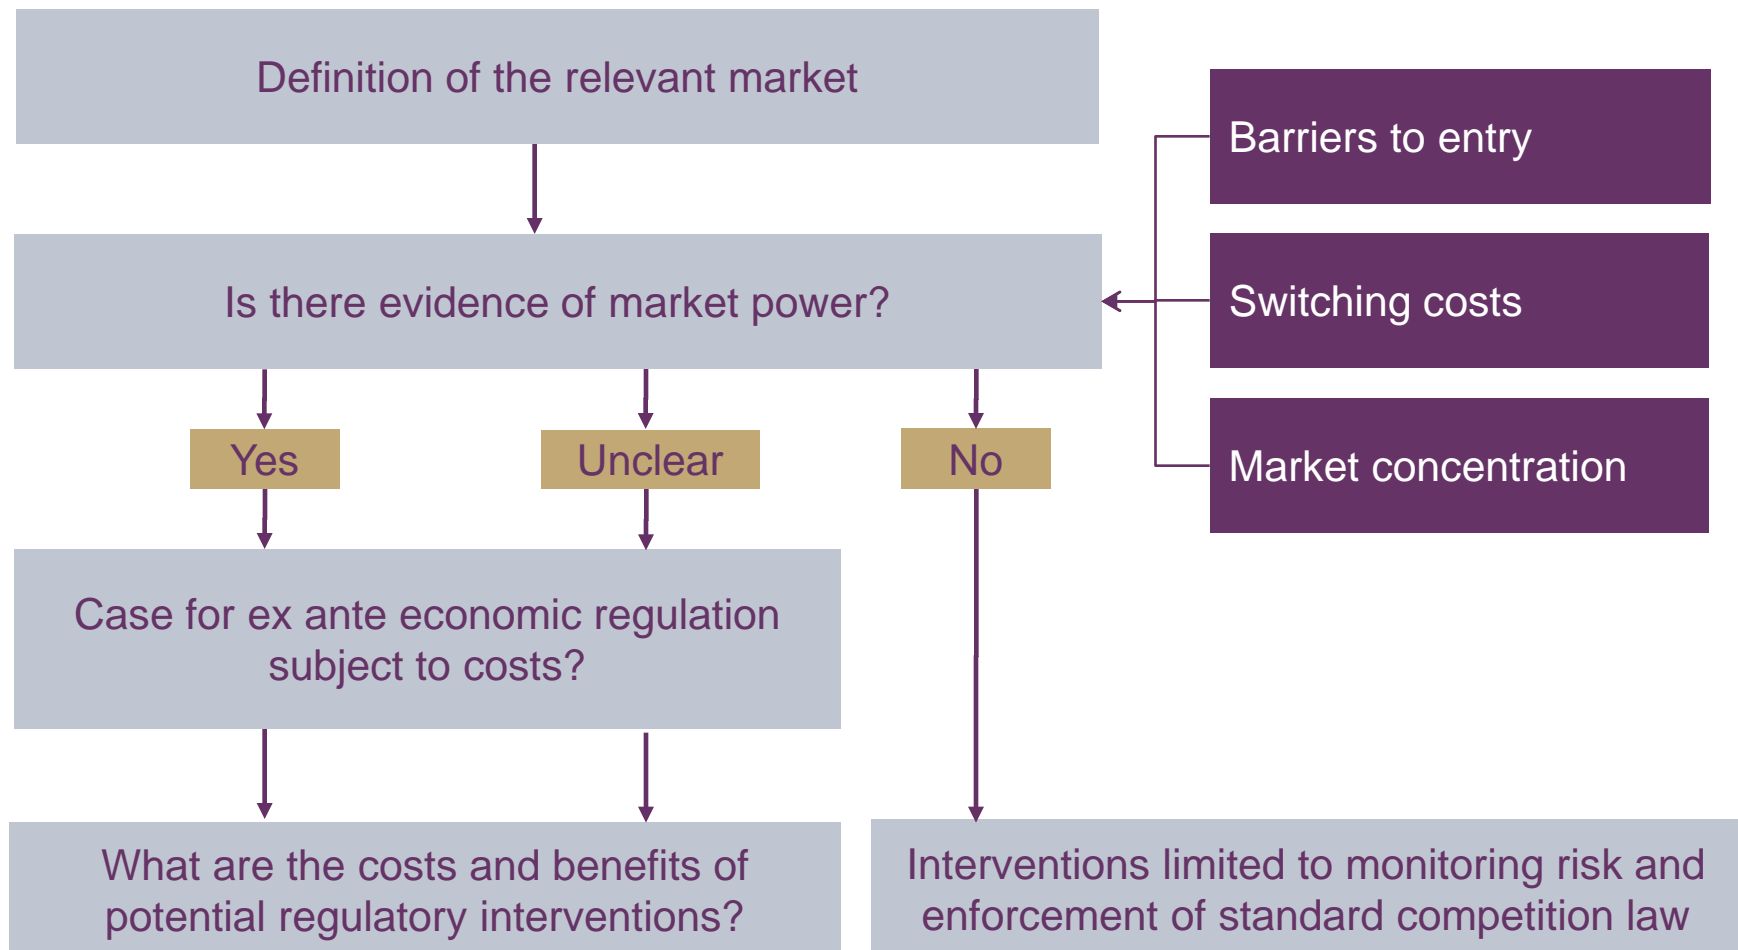 Definition of the relevant market
Barriers to entry
Is there evidence of market power?
Switching costs
Yes
Unclear
No
Market concentration
Case for ex ante economic regulation
subject to costs?
What are the costs and benefits of
potential regulatory interventions?
Interventions limited to monitoring risk and
enforcement of standard competition law